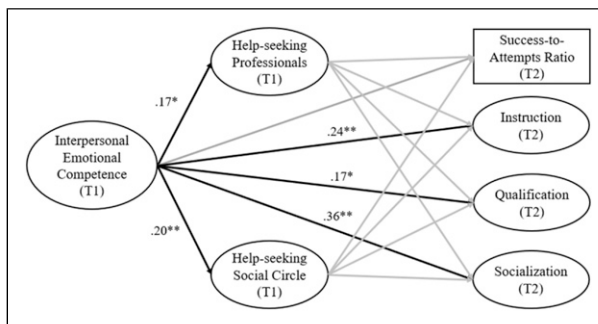 Help-seeking
Professionals
(T1)
Success-to-
Attempts Ratio
(T2)
.17*
Interpersonal
Emotional
Competence
(T1)
.24**
Instruction
(T2)
.17*
Qualification
(T2)
.20**
.36**
Help-seeking
Social Circle
(T1)
Socialization
(T2)